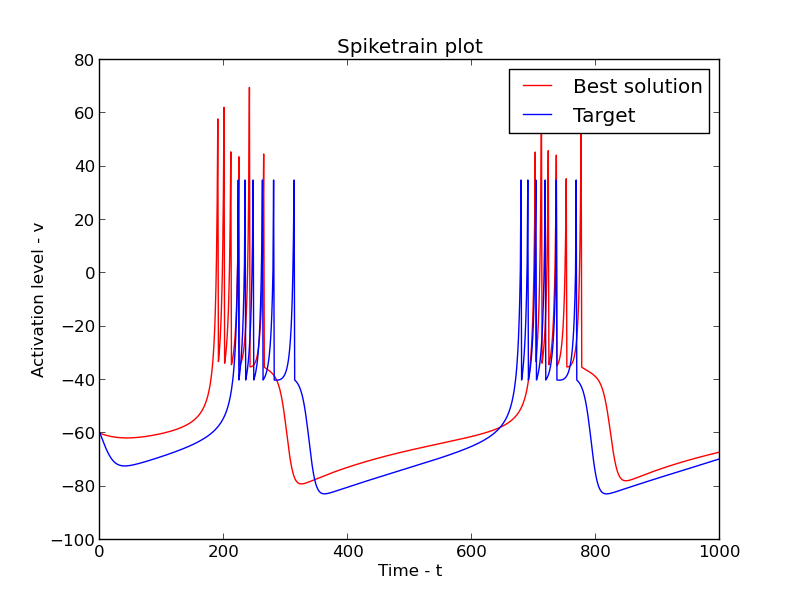 Spiketrain plot
Best solution
Target
Activation level - v
80
60
40
20
0
−20
−40
−60
−80
−100
0 200 400 600 800 1000
Time - t